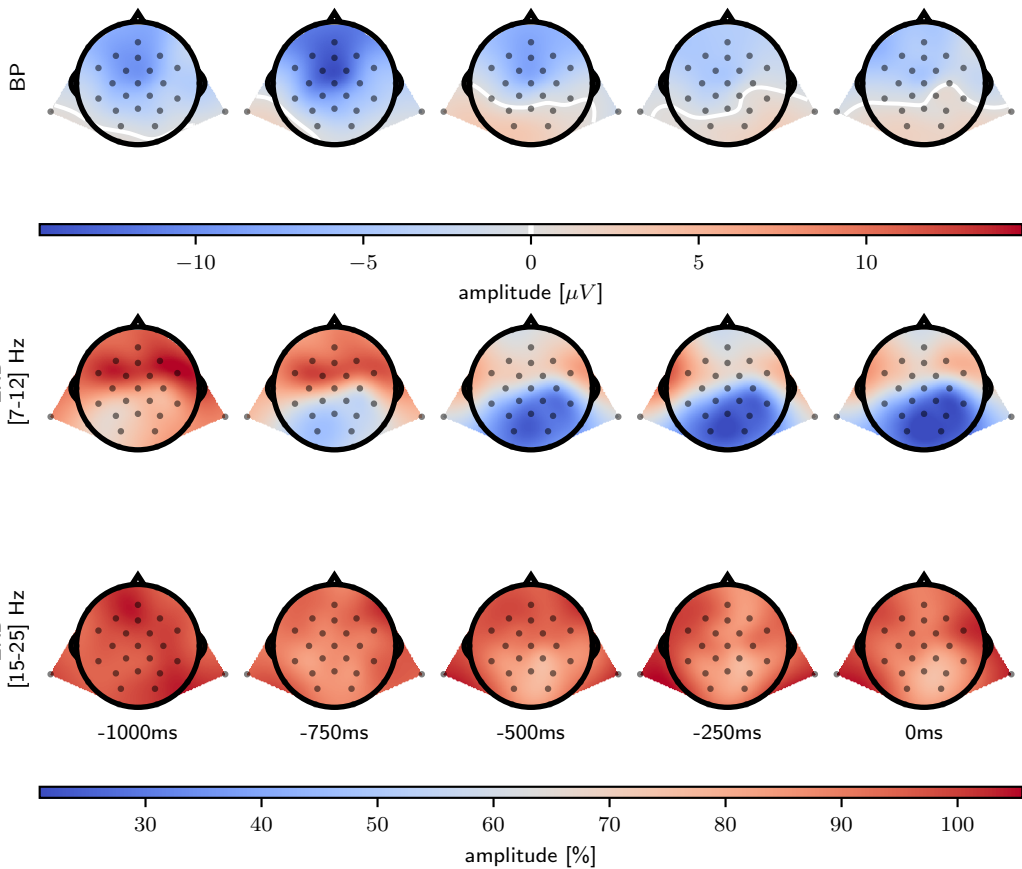 BP
−10 −5 0 5 10
amplitude [μV]
[7-12] Hz
[15-25] Hz
-1000ms -750ms -500ms -250ms 0ms
30 40 50 60 70 80 90 100
amplitude [%]